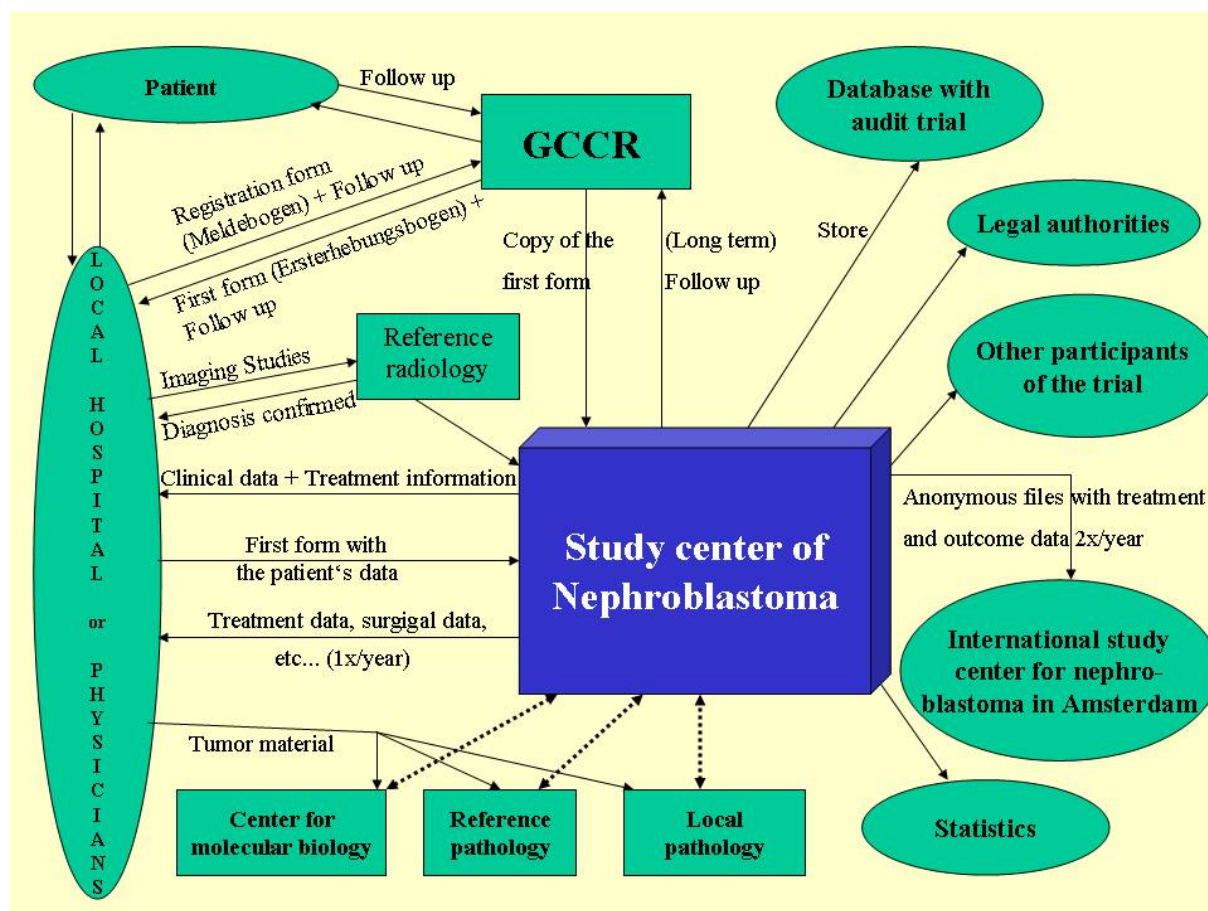 Patient
Follow up
GCCR
Database with
audit trial
Registration form
(Meldebogen) + Follow up
First form (Ersterhebungsbogen) +
Follow up
Copy of the
first form
(Long term)
Follow up
Store
Legal authorities
LOCAL HOSPITAL or PHYSICIANS
Reference
radiology
Imaging Studies
Diagnosis confirmed
Other participants
of the trial
Clinical data + Treatment information
Anonymous files with treatment
and outcome data 2x/year
First form with
the patient‘s data
Study center of
Nephroblastoma
Treatment data, surgigal data,
etc... (1x/year)
International study
center for nephro-
blastoma in Amsterdam
Tumor material
Center for
molecular biology
Reference
pathology
Local
pathology
Statistics